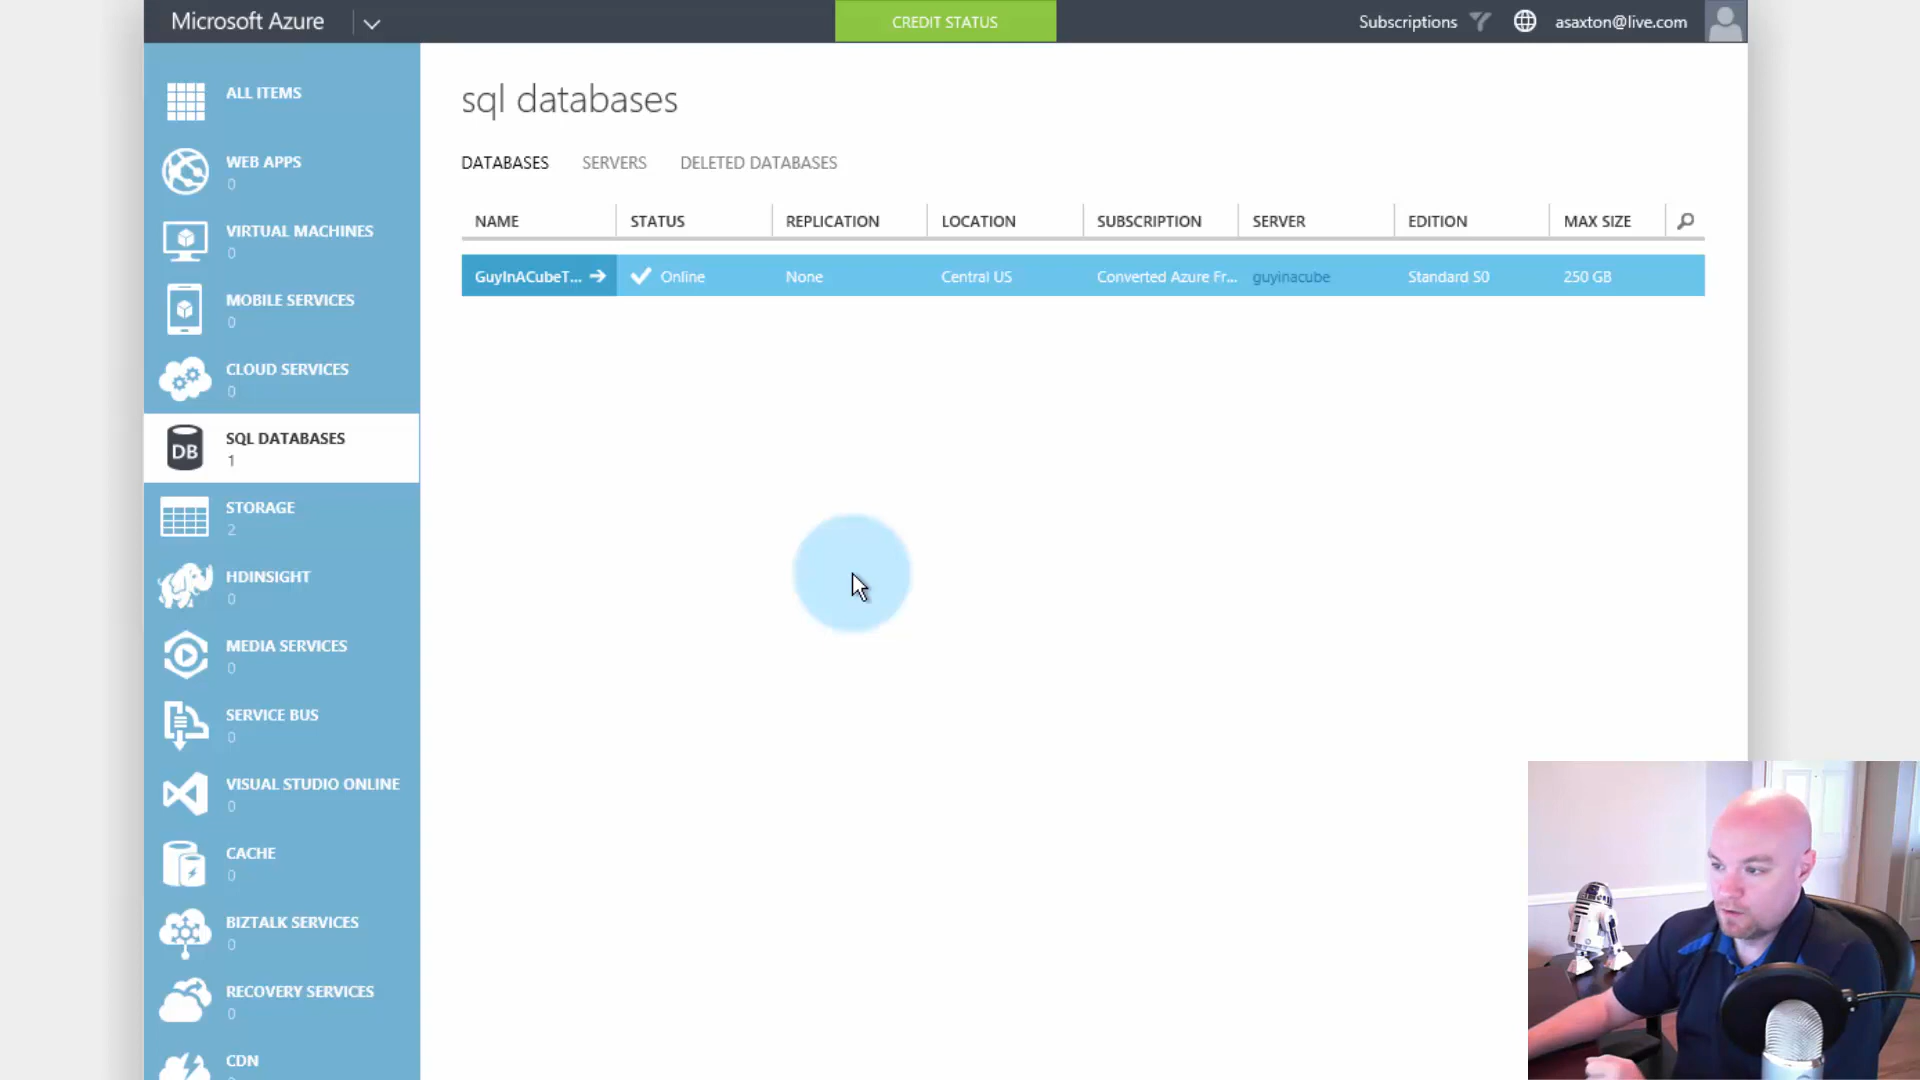 Microsoft Azure
CREDIT STATUS
Subscriptions
asaxton@live.com
ALL ITEMS
WEB APPS
0
VIRTUAL MACHINES
0
MOBILE SERVICES
0
CLOUD SERVICES
0
DB
SQL DATABASES
1
STORAGE
2
HDINSIGHT
0
MEDIA SERVICES
0
SERVICE BUS
0
VISUAL STUDIO ONLINE
0
CACHE
0
BIZTALK SERVICES
0
RECOVERY SERVICES
0
CDN
sql databases
DATABASES SERVERS DELETED DATABASES
NAME STATUS REPLICATION LOCATION SUBSCRIPTION SERVER EDITION MAX SIZE
GuyInACubeT... Online None Central US Converted Azure Fr... guyinacube Standard S0 250 GB